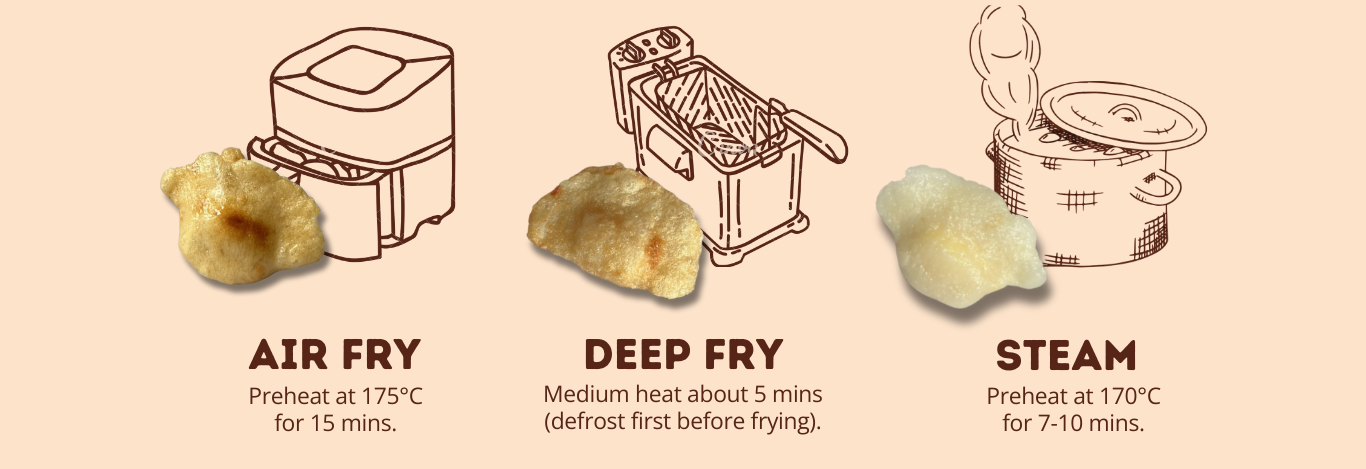 AIR FRY
Preheat at 175°C
for 15 mins.
DEEP FRY
Medium heat about 5 mins
(defrost first before frying).
STEAM
Preheat at 170°C
for 7-10 mins.